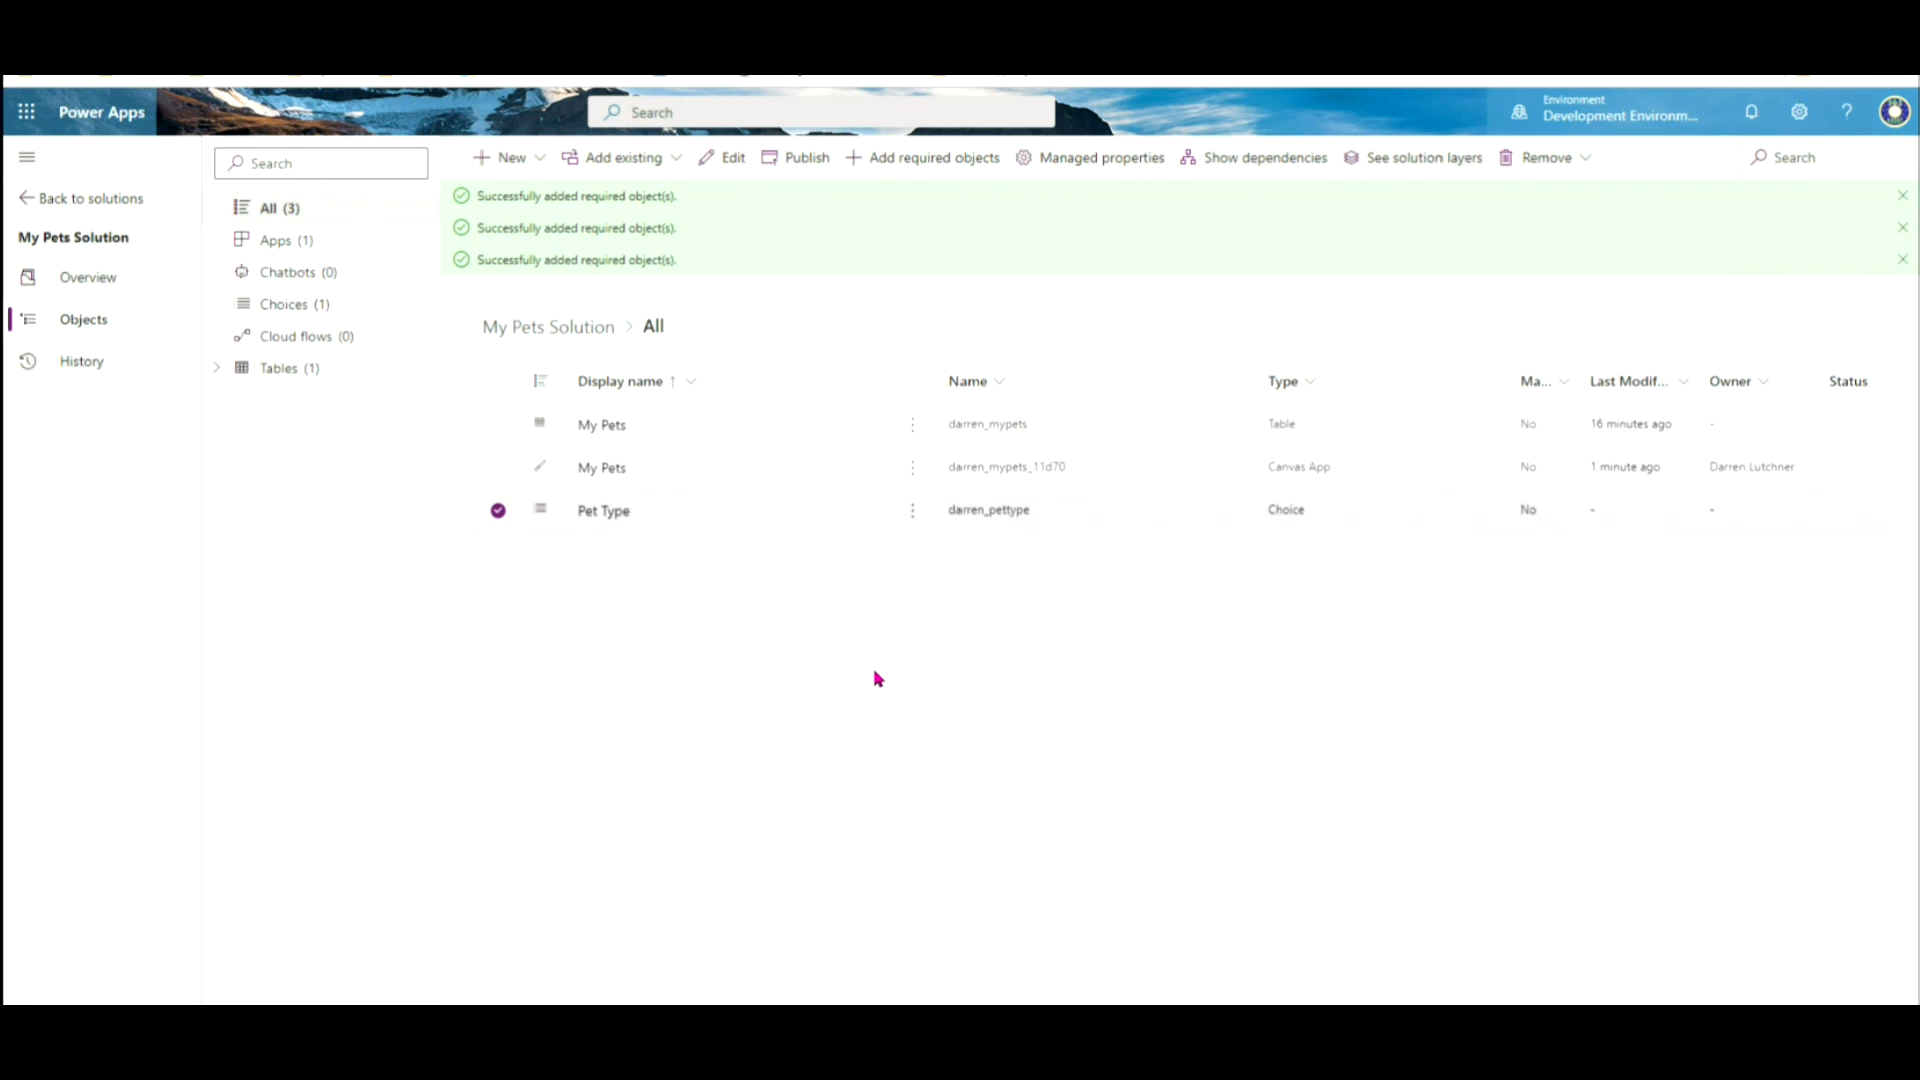 Power Apps
Search
Environment
Development Environm...
Search
New
Add existing
Edit
Publish
Add required objects
Managed properties
Show dependencies
See solution layers
Remove
Search
Back to solutions
My Pets Solution
Overview
Objects
History
All (3)
Apps (1)
Chatbots (0)
Choices (1)
Cloud flows (0)
Tables (1)
Successfully added required object(s).
Successfully added required object(s).
Successfully added required object(s).
My Pets Solution > All
Display name ↑ Name Type Ma... Last Modif... Owner Status
My Pets darren_mypets Table No 16 minutes ago -
My Pets darren_mypets_11d70 Canvas App No 1 minute ago Darren Lutchner
Pet Type darren_pettype Choice No - -